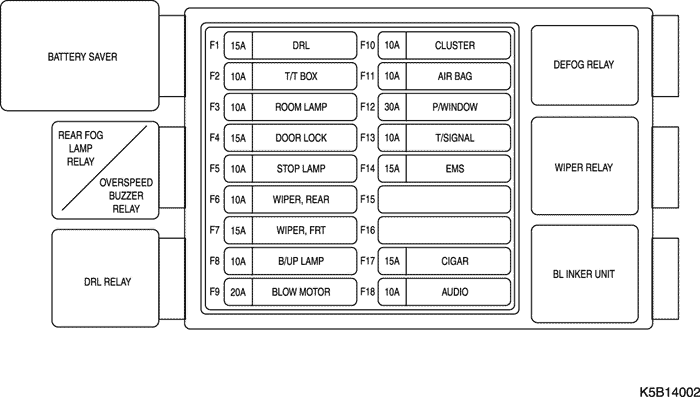 BATTERY SAVER
REAR FOG
LAMP
RELAY
OVERSPEED
BUZZER
RELAY
DRL RELAY
F1 15A DRL
F2 10A T/T BOX
F3 10A ROOM LAMP
F4 15A DOOR LOCK
F5 10A STOP LAMP
F6 10A WIPER, REAR
F7 15A WIPER, FRT
F8 10A B/UP LAMP
F9 20A BLOW MOTOR
F10 10A CLUSTER
F11 10A AIR BAG
F12 30A P/WINDOW
F13 10A T/SIGNAL
F14 15A EMS
F15
F16
F17 15A CIGAR
F18 10A AUDIO
DEFOG RELAY
WIPER RELAY
BL INKER UNIT
K5B14002